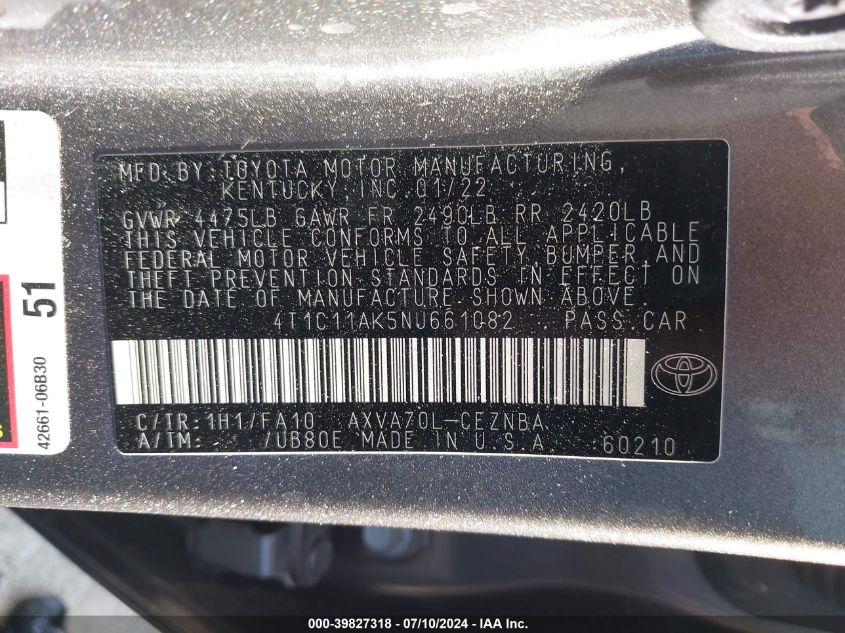 MFD. BY: TOYOTA MOTOR MANUFACTURING,
KENTUCKY, INC 01/22
GVWR 4475LB GAWR FR 2490LB RR 2420LB
THIS VEHICLE CONFORMS TO ALL APPLICABLE
FEDERAL MOTOR VEHICLE SAFETY, BUMPER, AND
THEFT PREVENTION STANDARDS IN EFFECT ON
THE DATE OF MANUFACTURE SHOWN ABOVE.
4T1C11AK5NU661082 PASS. CAR
C/TR: 1H1/FA10 AXVA70L-CEZNBA
A/TM: /UB80E MADE IN U.S.A. 60210
51
42661-06B30
000-39827318 - 07/10/2024 - IAA Inc.